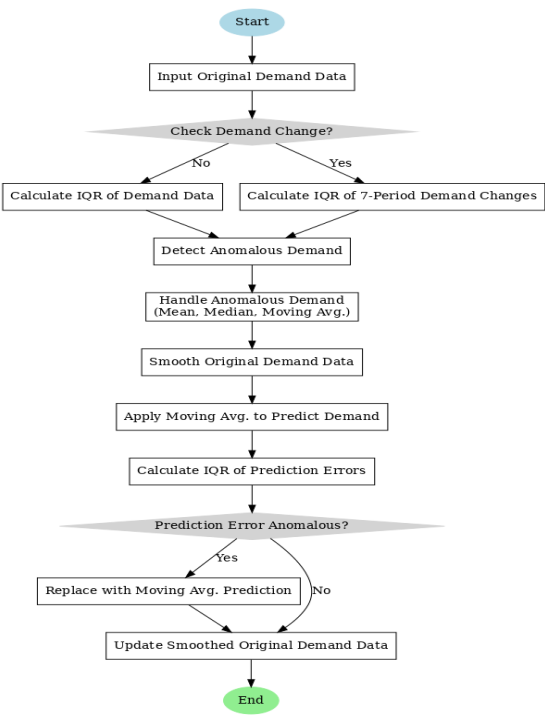 Start
Input Original Demand Data
Check Demand Change?
No
Yes
Calculate IQR of Demand Data
Calculate IQR of 7-Period Demand Changes
Detect Anomalous Demand
Handle Anomalous Demand
(Mean, Median, Moving Avg.)
Smooth Original Demand Data
Apply Moving Avg. to Predict Demand
Calculate IQR of Prediction Errors
Prediction Error Anomalous?
Yes
Replace with Moving Avg. Prediction
No
Update Smoothed Original Demand Data
End